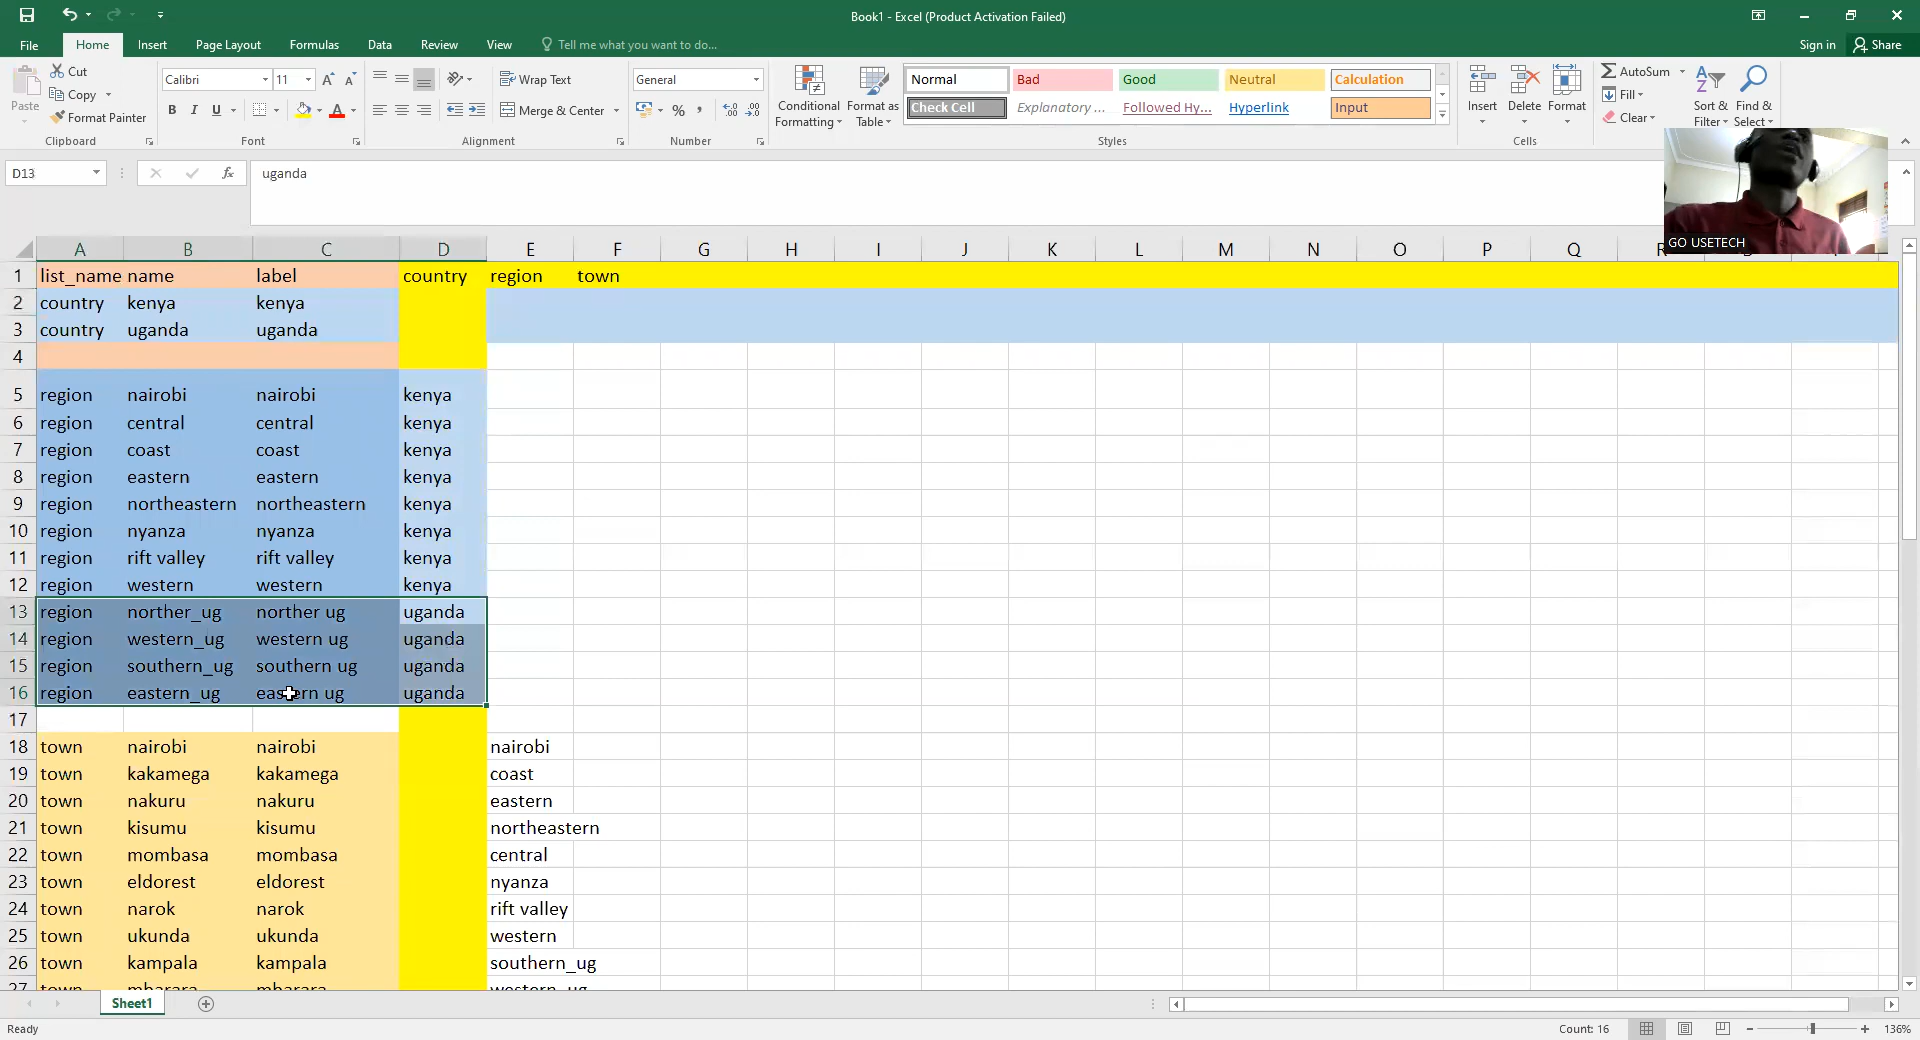 Book1 - Excel (Product Activation Failed)
File Home Insert Page Layout Formulas Data Review View Tell me what you want to do... Sign in Share
Paste
Cut
Copy
Format Painter
Clipboard
Calibri 11
B I U
Font
Wrap Text
Merge & Center
Alignment
General
%
Number
Conditional Formatting
Format as Table
Normal Bad Good Neutral Calculation
Check Cell Explanatory ... Followed Hy... Hyperlink Input
Styles
Insert Delete Format
Cells
AutoSum
Fill
Clear
Sort & Filter
Find & Select
GO USETECH
D13 fx uganda
A B C D E F G H I J K L M N O P Q R
1 list_name name label country region town
2 country kenya kenya
3 country uganda uganda
4
5 region nairobi nairobi kenya
6 region central central kenya
7 region coast coast kenya
8 region eastern eastern kenya
9 region northeastern northeastern kenya
10 region nyanza nyanza kenya
11 region rift valley rift valley kenya
12 region western western kenya
13 region norther_ug norther ug uganda
14 region western_ug western ug uganda
15 region southern_ug southern ug uganda
16 region eastern_ug eastern ug uganda
17
18 town nairobi nairobi nairobi
19 town kakamega kakamega coast
20 town nakuru nakuru eastern
21 town kisumu kisumu northeastern
22 town mombasa mombasa central
23 town eldorest eldorest nyanza
24 town narok narok rift valley
25 town ukunda ukunda western
26 town kampala kampala southern_ug
27 town mbarara mbarara western_ug
Sheet1
Ready Count: 16 136%